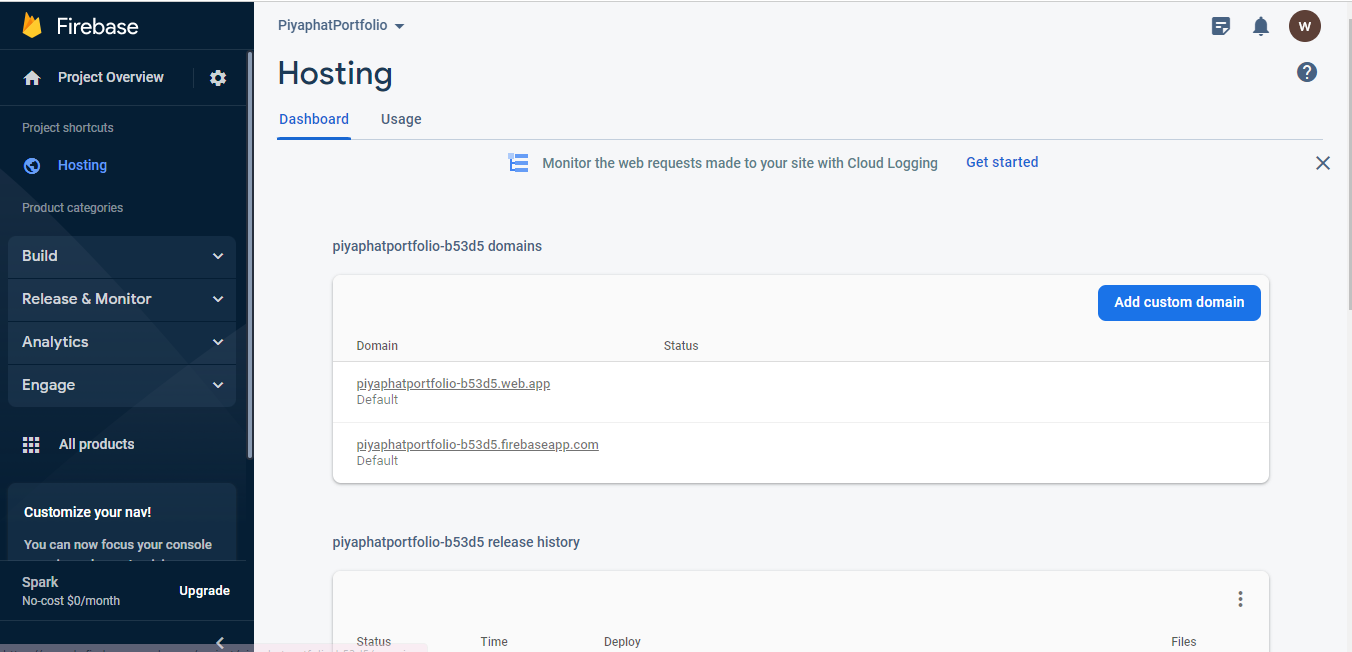 Firebase
Project Overview
Project shortcuts
Hosting
Product categories
Build
Release & Monitor
Analytics
Engage
All products
Customize your nav!
You can now focus your console
Spark
No-cost $0/month
Upgrade
PiyaphatPortfolio
W
Hosting
Dashboard
Usage
Monitor the web requests made to your site with Cloud Logging
Get started
piyaphatportfolio-b53d5 domains
Add custom domain
Domain
Status
piyaphatportfolio-b53d5.web.app
Default
piyaphatportfolio-b53d5.firebaseapp.com
Default
piyaphatportfolio-b53d5 release history
Status
Time
Deploy
Files